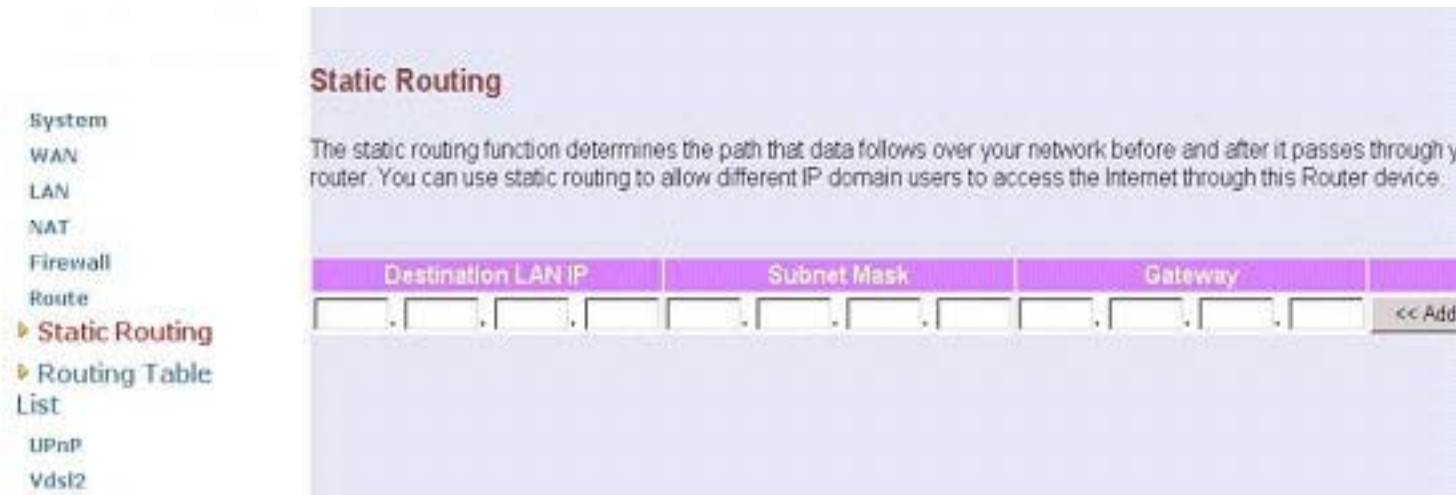 System
WAN
LAN
NAT
Firewall
Route
Static Routing
Routing Table
List
UPnP
Vdsl2
Static Routing
The static routing function determines the path that data follows over your network before and after it passes through y
router. You can use static routing to allow different IP domain users to access the Internet through this Router device.
Destination LAN IP Subnet Mask Gateway
. . . . . . . . . << Add